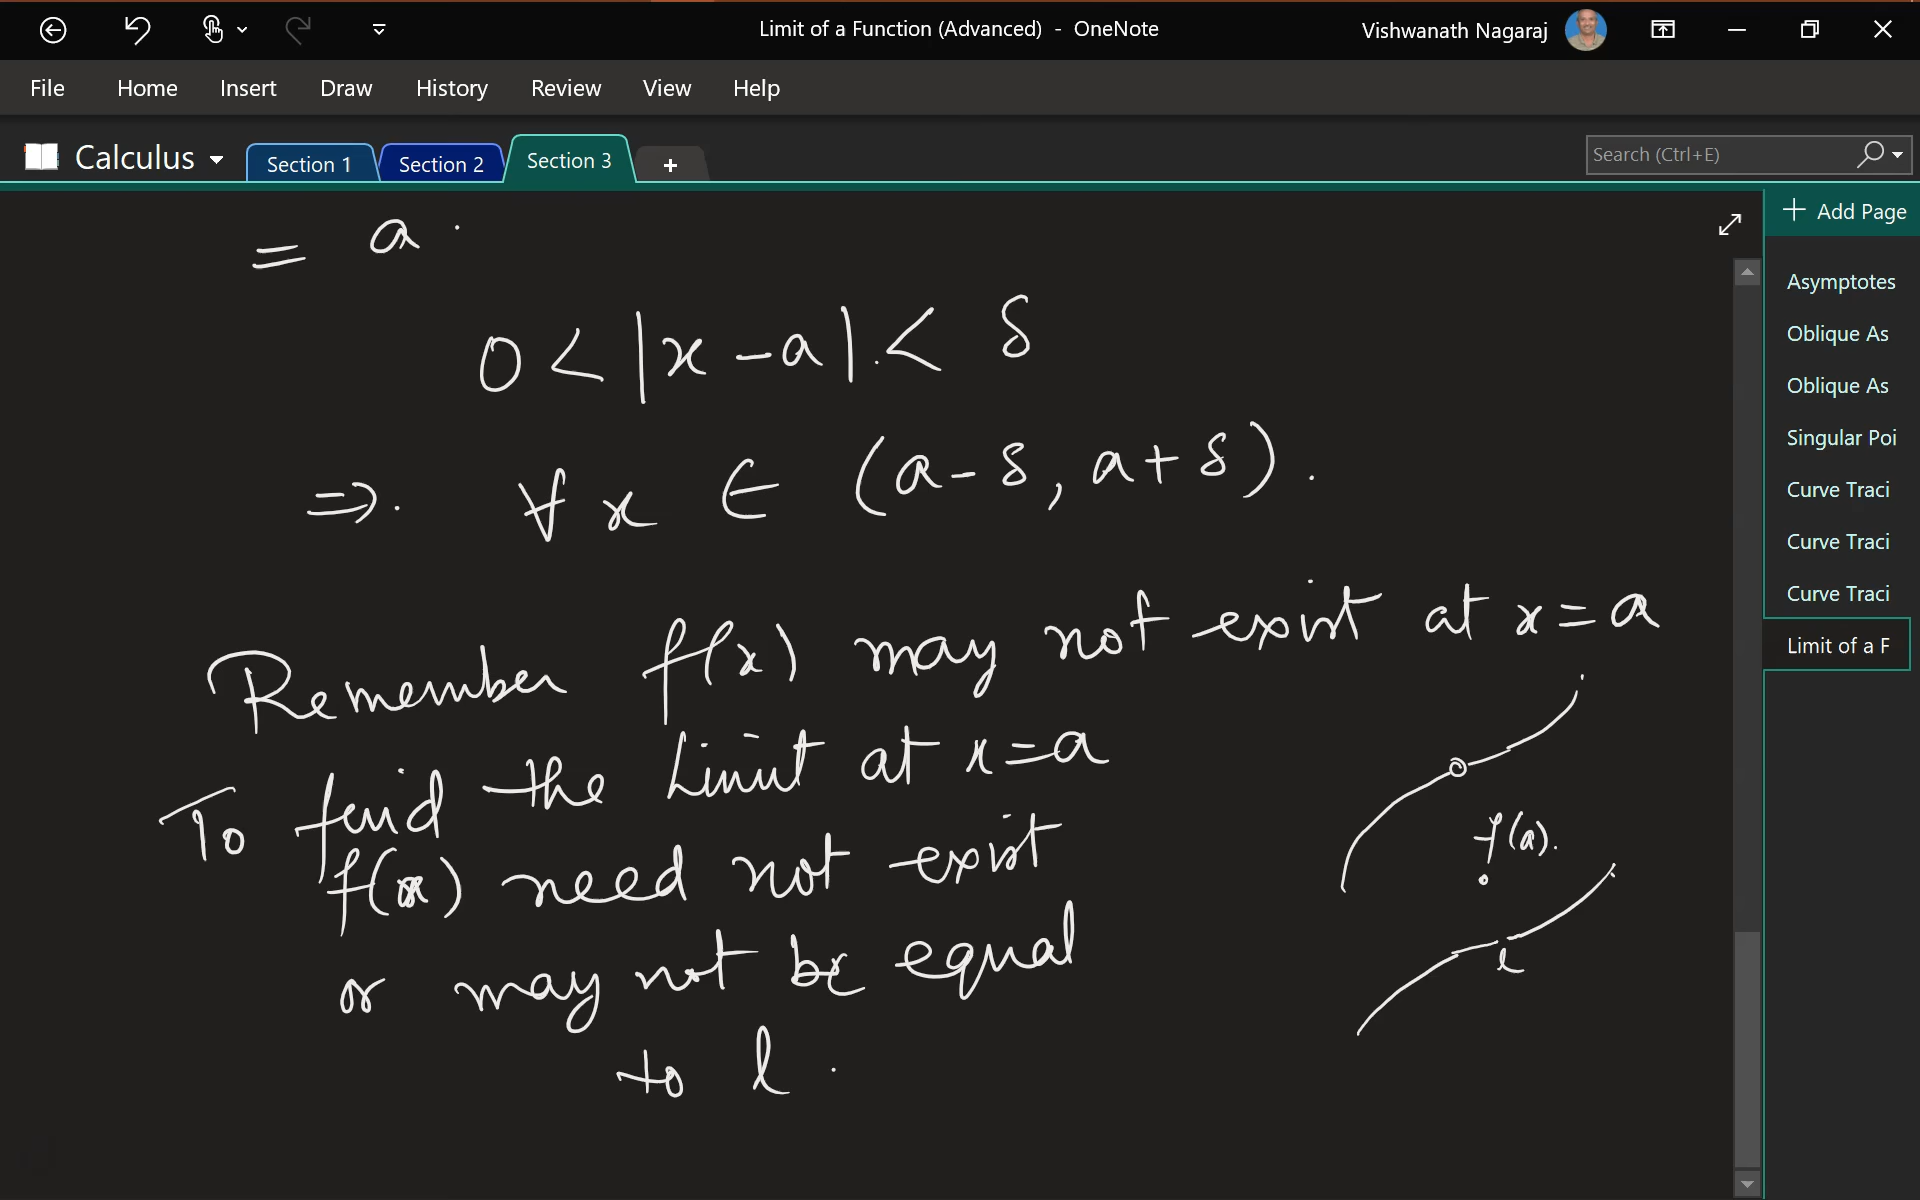 Limit of a Function (Advanced) - OneNote
Vishwanath Nagaraj
File Home Insert Draw History Review View Help
Calculus
Section 1
Section 2
Section 3
+
Search (Ctrl+E)
= a.
0 < |x - a| < δ
⇒. ∀ x ∈ (a-δ, a+δ).
Remember f(x) may not exist at x=a
To find the Limit at x=a
f(x) need not exist
or may not be equal
to l.
f(a).
l
+ Add Page
Asymptotes
Oblique As
Oblique As
Singular Poi
Curve Traci
Curve Traci
Curve Traci
Limit of a F